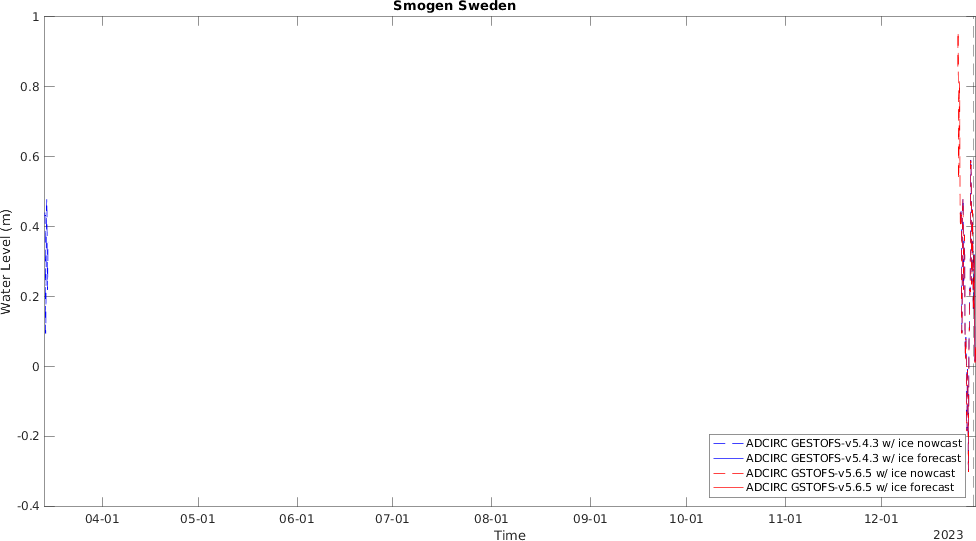 Smogen Sweden
1
0.8
0.6
0.4
0.2
0
-0.2
-0.4
Water Level (m)
04-01 05-01 06-01 07-01 08-01 09-01 10-01 11-01 12-01
Time
2023
ADCIRC GESTOFS-v5.4.3 w/ ice nowcast
ADCIRC GESTOFS-v5.4.3 w/ ice forecast
ADCIRC GSTOFS-v5.6.5 w/ ice nowcast
ADCIRC GSTOFS-v5.6.5 w/ ice forecast